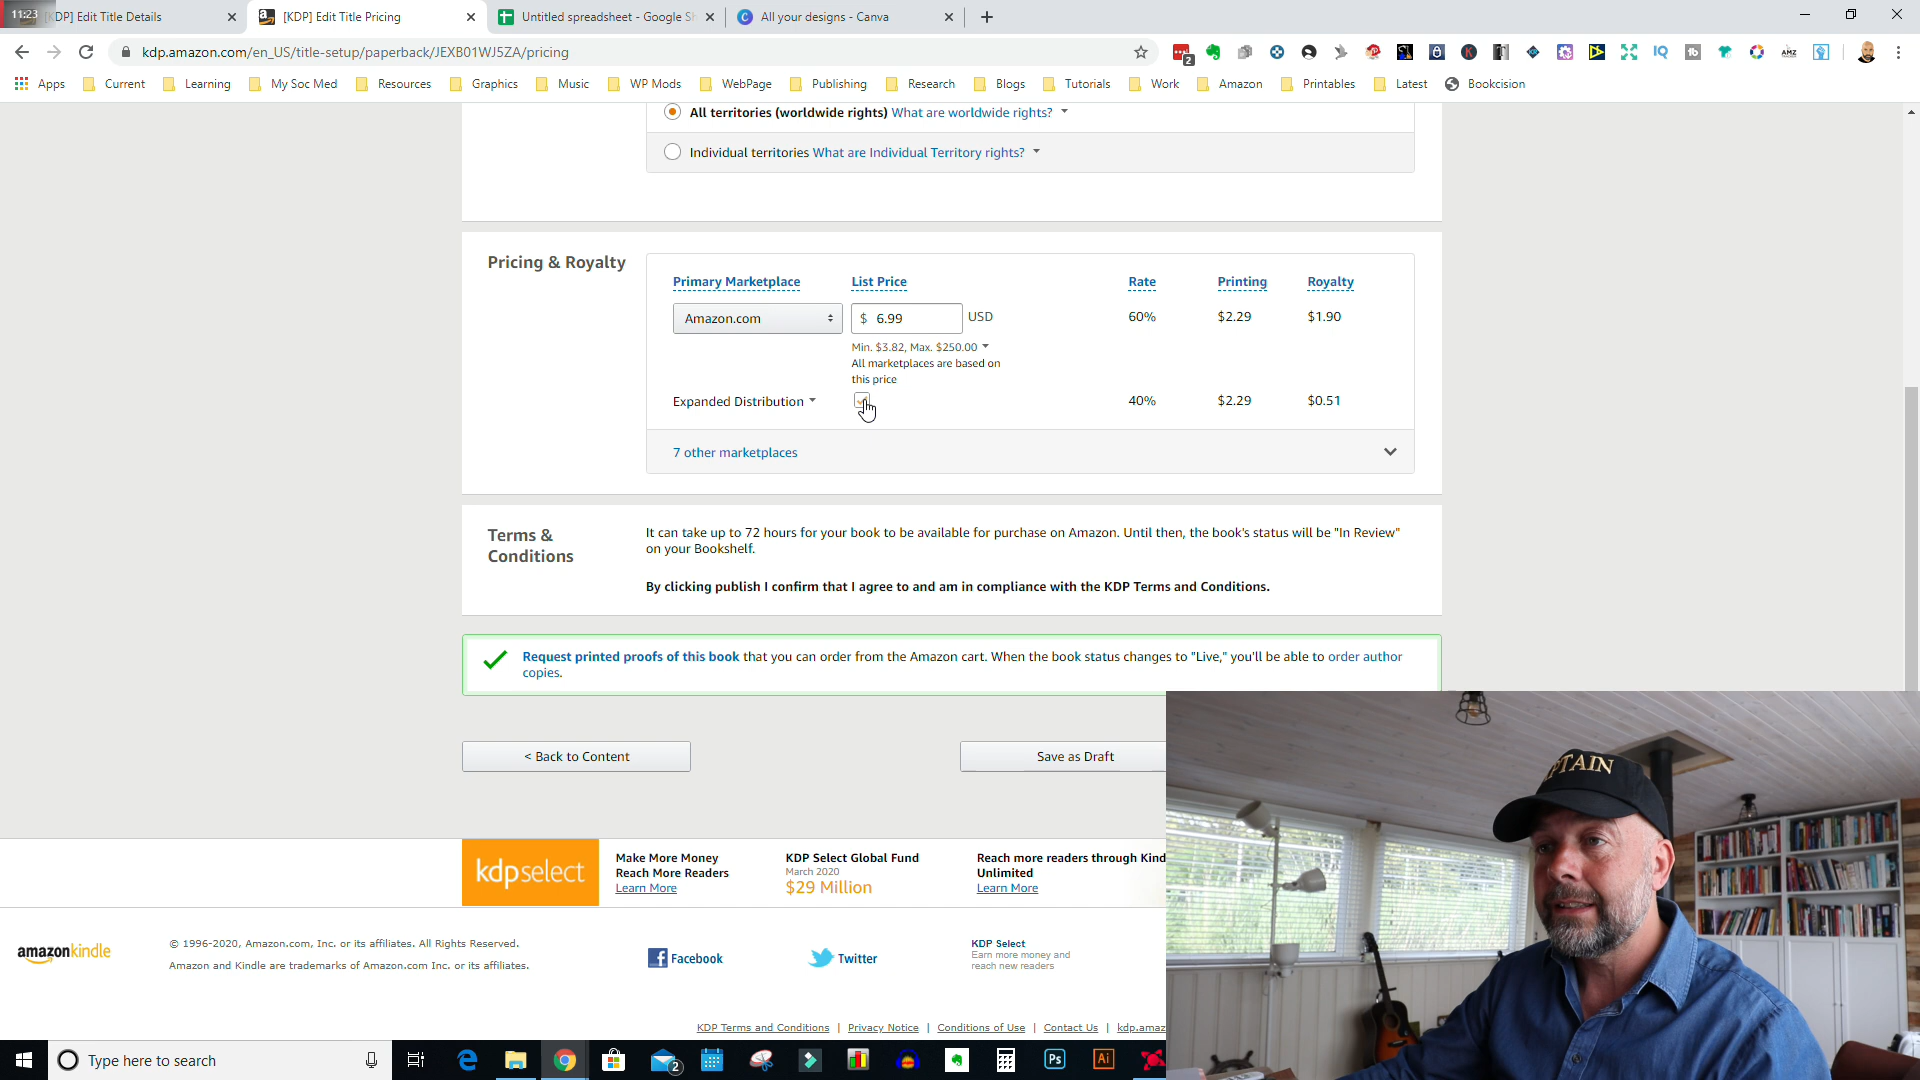 11:23
KDP] Edit Title Details
[KDP] Edit Title Pricing
Untitled spreadsheet - Google Sh
All your designs - Canva
kdp.amazon.com/en_US/title-setup/paperback/JEXB01WJ5ZA/pricing
2
Apps
Current
Learning
My Soc Med
Resources
Graphics
Music
WP Mods
WebPage
Publishing
Research
Blogs
Tutorials
Work
Amazon
Printables
Latest
Bookcision
All territories (worldwide rights) What are worldwide rights?
Individual territories What are Individual Territory rights?
Pricing & Royalty
Primary Marketplace List Price Rate Printing Royalty
Amazon.com $ 6.99 USD 60% $2.29 $1.90
Min. $3.82, Max. $250.00
All marketplaces are based on
this price
Expanded Distribution 40% $2.29 $0.51
7 other marketplaces
Terms &
Conditions
It can take up to 72 hours for your book to be available for purchase on Amazon. Until then, the book's status will be "In Review"
on your Bookshelf.
By clicking publish I confirm that I agree to and am in compliance with the KDP Terms and Conditions.
Request printed proofs of this book that you can order from the Amazon cart. When the book status changes to "Live," you'll be able to order author
copies.
< Back to Content
Save as Draft
kdpselect
Make More Money
Reach More Readers
Learn More
KDP Select Global Fund
March 2020
$29 Million
Reach more readers through Kind
Unlimited
Learn More
amazonkindle
© 1996-2020, Amazon.com, Inc. or its affiliates. All Rights Reserved.
Amazon and Kindle are trademarks of Amazon.com Inc. or its affiliates.
Facebook
Twitter
KDP Select
Earn more money and
reach new readers
KDP Terms and Conditions | Privacy Notice | Conditions of Use | Contact Us | kdp.amaz
PTAIN
Type here to search
2
Ps
Ai